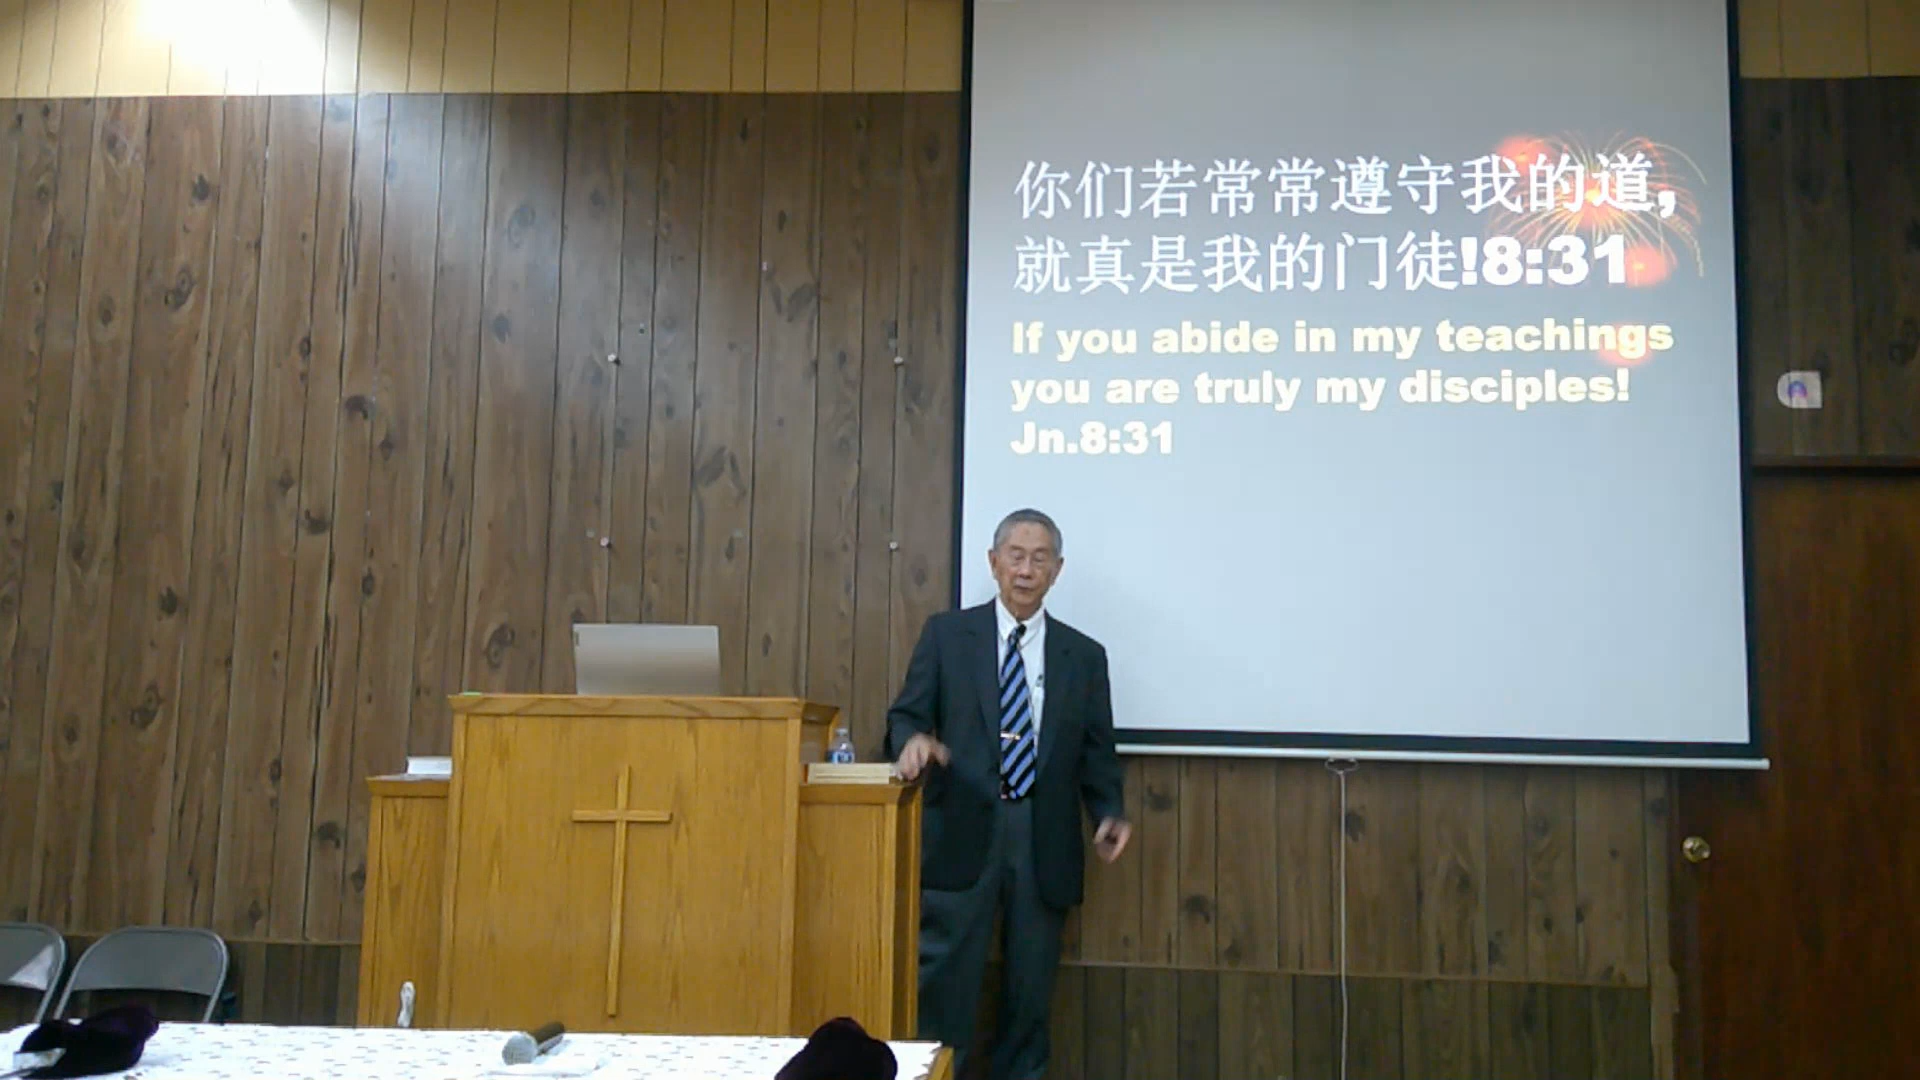 你们若常常遵守我的道,
就真是我的门徒!8:31
If you abide in my teachings
you are truly my disciples!
Jn.8:31